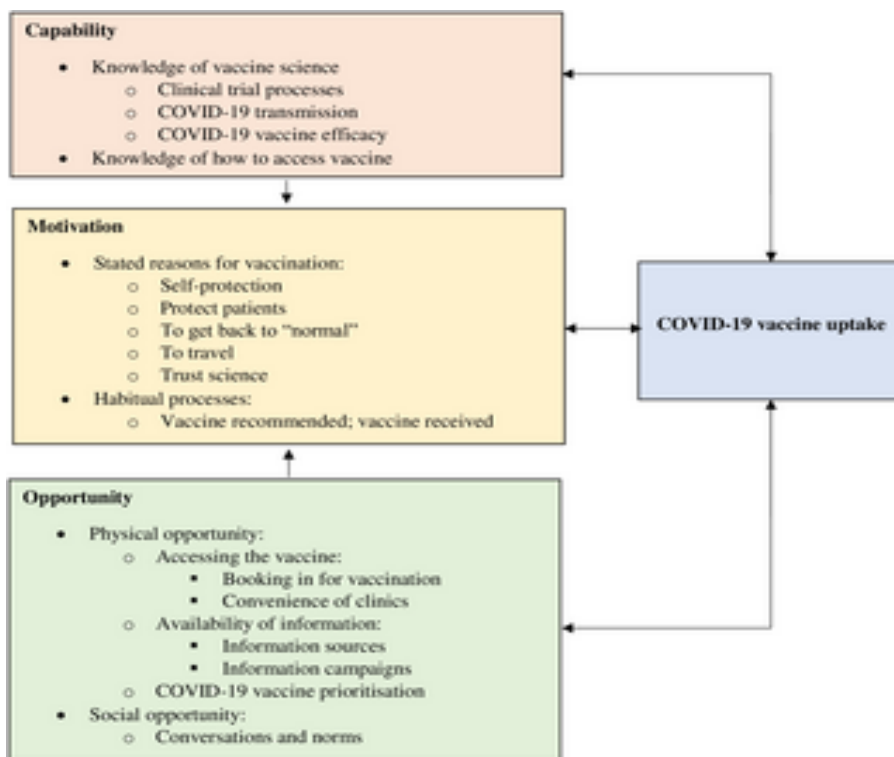 Capability
• Knowledge of vaccine science
o Clinical trial processes
o COVID-19 transmission
o COVID-19 vaccine efficacy
• Knowledge of how to access vaccine
Motivation
• Stated reasons for vaccination:
o Self-protection
o Protect patients
o To get back to “normal”
o To travel
o Trust science
• Habitual processes:
o Vaccine recommended; vaccine received
COVID-19 vaccine uptake
Opportunity
• Physical opportunity:
o Accessing the vaccine:
▪ Booking in for vaccination
▪ Convenience of clinics
o Availability of information:
▪ Information sources
▪ Information campaigns
o COVID-19 vaccine prioritisation
• Social opportunity:
o Conversations and norms